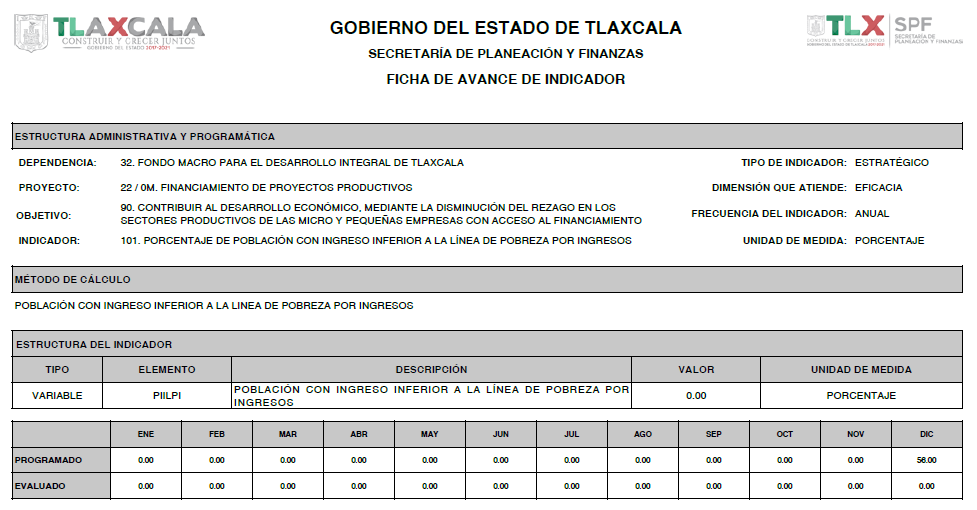 TLAXCALA
CONSTRUIR Y CRECER JUNTOS
GOBIERNO DEL ESTADO 2017-2021
GOBIERNO DEL ESTADO DE TLAXCALA
SECRETARÍA DE PLANEACIÓN Y FINANZAS
FICHA DE AVANCE DE INDICADOR
TLX
CONSTRUIR Y CRECER JUNTOS
GOBIERNO DEL ESTADO DE TLAXCALA 2017-2021
SPF
SECRETARÍA DE
PLANEACIÓN Y FINANZAS
ESTRUCTURA ADMINISTRATIVA Y PROGRAMÁTICA
DEPENDENCIA: 32. FONDO MACRO PARA EL DESARROLLO INTEGRAL DE TLAXCALA TIPO DE INDICADOR: ESTRATÉGICO
PROYECTO: 22 / 0M. FINANCIAMIENTO DE PROYECTOS PRODUCTIVOS DIMENSIÓN QUE ATIENDE: EFICACIA
OBJETIVO: 90. CONTRIBUIR AL DESARROLLO ECONÓMICO, MEDIANTE LA DISMINUCIÓN DEL REZAGO EN LOS
SECTORES PRODUCTIVOS DE LAS MICRO Y PEQUEÑAS EMPRESAS CON ACCESO AL FINANCIAMIENTO FRECUENCIA DEL INDICADOR: ANUAL
INDICADOR: 101. PORCENTAJE DE POBLACIÓN CON INGRESO INFERIOR A LA LÍNEA DE POBREZA POR INGRESOS UNIDAD DE MEDIDA: PORCENTAJE
MÉTODO DE CÁLCULO
POBLACIÓN CON INGRESO INFERIOR A LA LINEA DE POBREZA POR INGRESOS
ESTRUCTURA DEL INDICADOR
TIPO ELEMENTO DESCRIPCIÓN VALOR UNIDAD DE MEDIDA
VARIABLE PIILPI POBLACIÓN CON INGRESO INFERIOR A LA LÍNEA DE POBREZA POR
INGRESOS 0.00 PORCENTAJE
ENE FEB MAR ABR MAY JUN JUL AGO SEP OCT NOV DIC
PROGRAMADO 0.00 0.00 0.00 0.00 0.00 0.00 0.00 0.00 0.00 0.00 0.00 56.00
EVALUADO 0.00 0.00 0.00 0.00 0.00 0.00 0.00 0.00 0.00 0.00 0.00 0.00